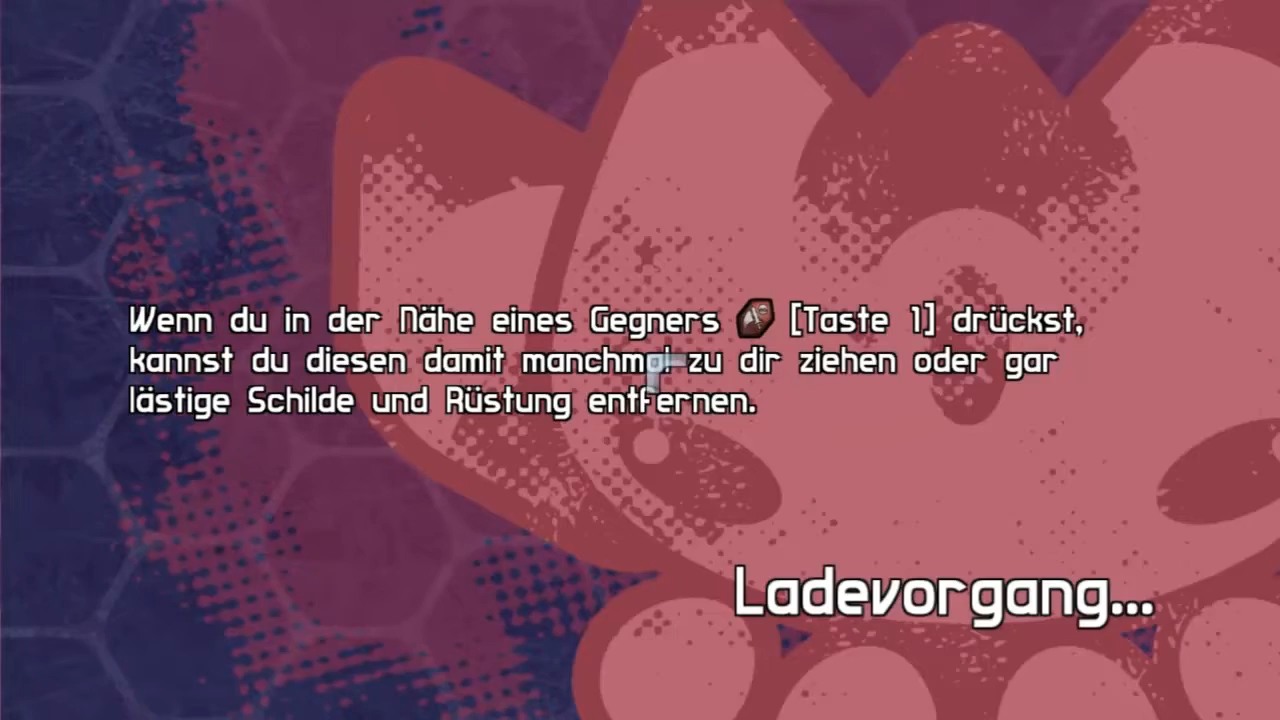 Wenn du in der Nähe eines Gegners [Taste 1] drückst,
kannst du diesen damit manchmal zu dir ziehen oder gar
lästige Schilde und Rüstung entfernen.
Ladevorgang...